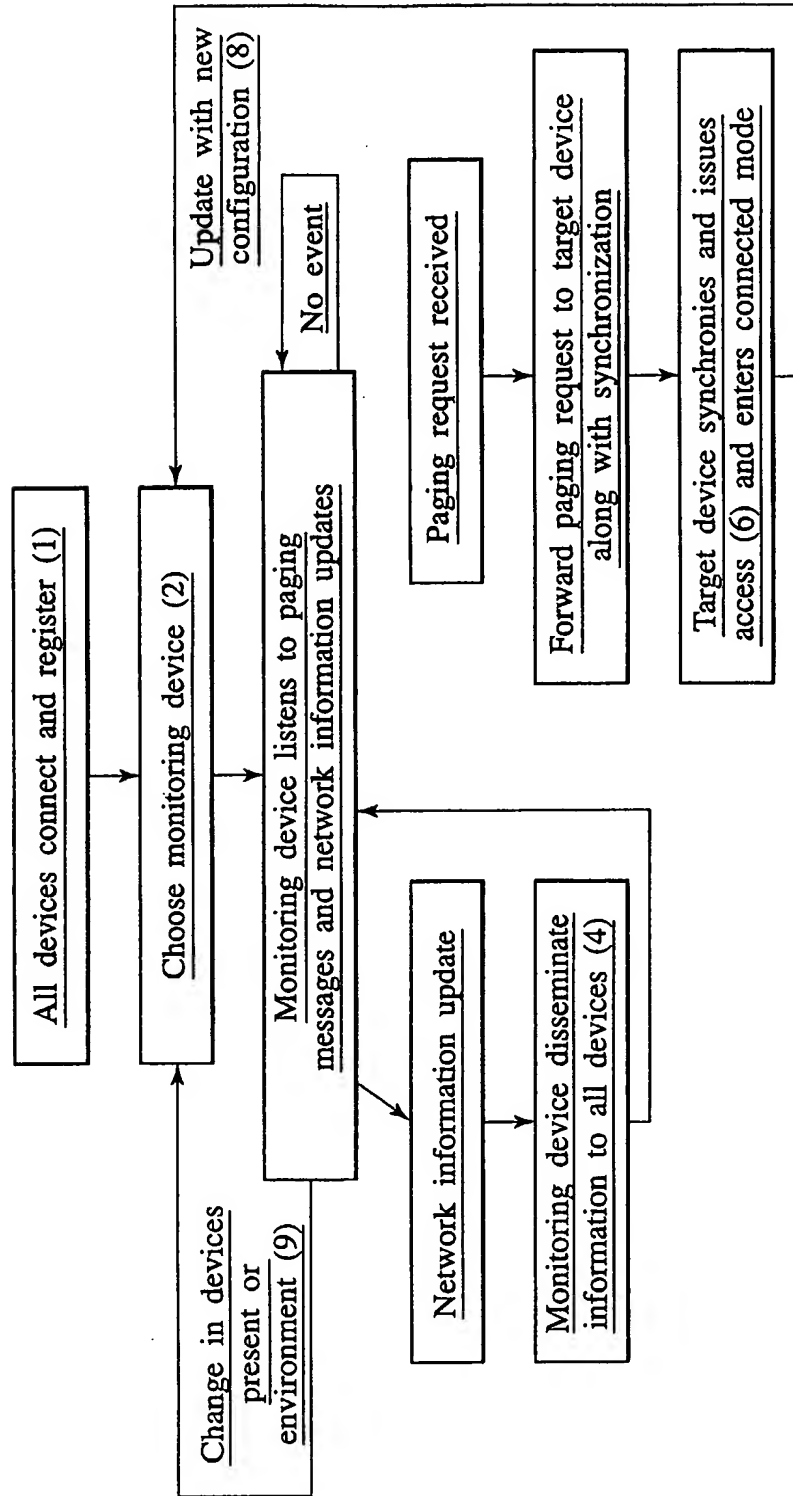 All devices connect and register (1)
Update with new
configuration (8)
Choose monitoring device (2)
Change in devices
present or
environment (9)
Monitoring device listens to paging
messages and network information updates
No event
Network information update
Monitoring device disseminate
information to all devices (4)
Paging request received
Forward paging request to target device
along with synchronization
Target device synchronies and issues
access (6) and enters connected mode